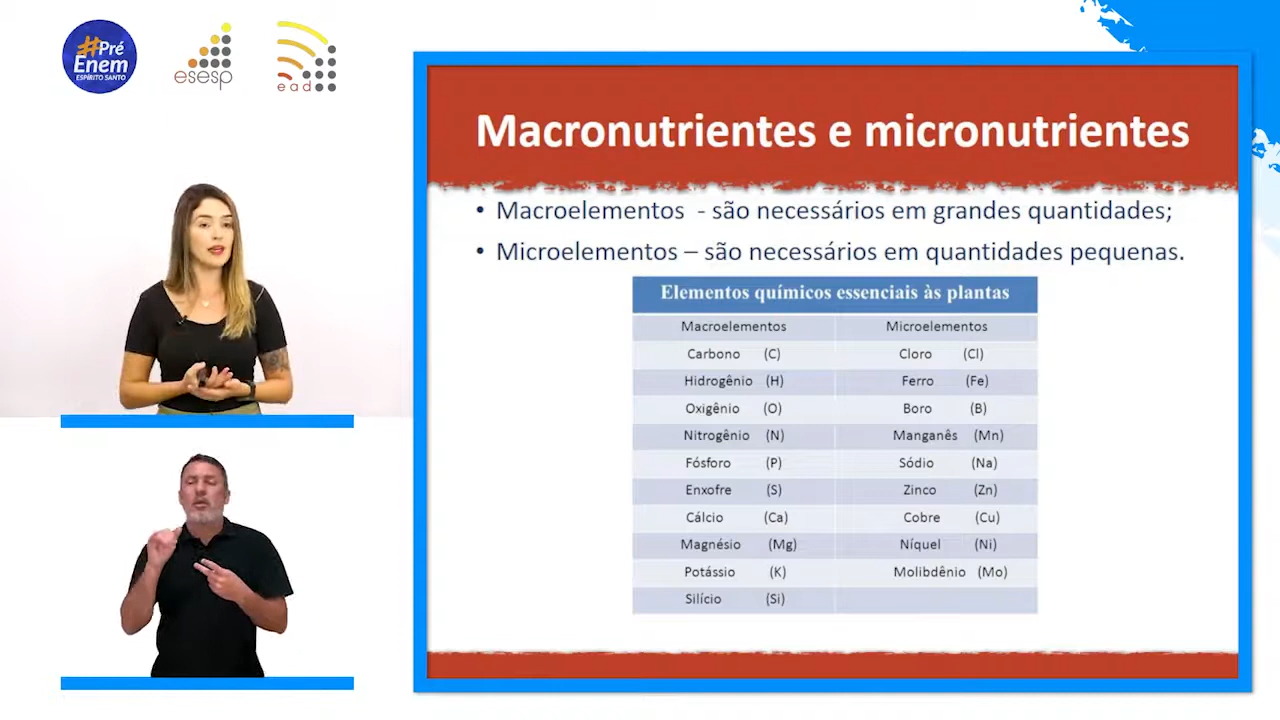 #Pré
Enem
ESPÍRITO SANTO
esesp
ead
Macronutrientes e micronutrientes
• Macroelementos - são necessários em grandes quantidades;
• Microelementos – são necessários em quantidades pequenas.
Elementos químicos essenciais às plantas
Macroelementos Microelementos
Carbono (C) Cloro (Cl)
Hidrogênio (H) Ferro (Fe)
Oxigênio (O) Boro (B)
Nitrogênio (N) Manganês (Mn)
Fósforo (P) Sódio (Na)
Enxofre (S) Zinco (Zn)
Cálcio (Ca) Cobre (Cu)
Magnésio (Mg) Níquel (Ni)
Potássio (K) Molibdênio (Mo)
Silício (Si)